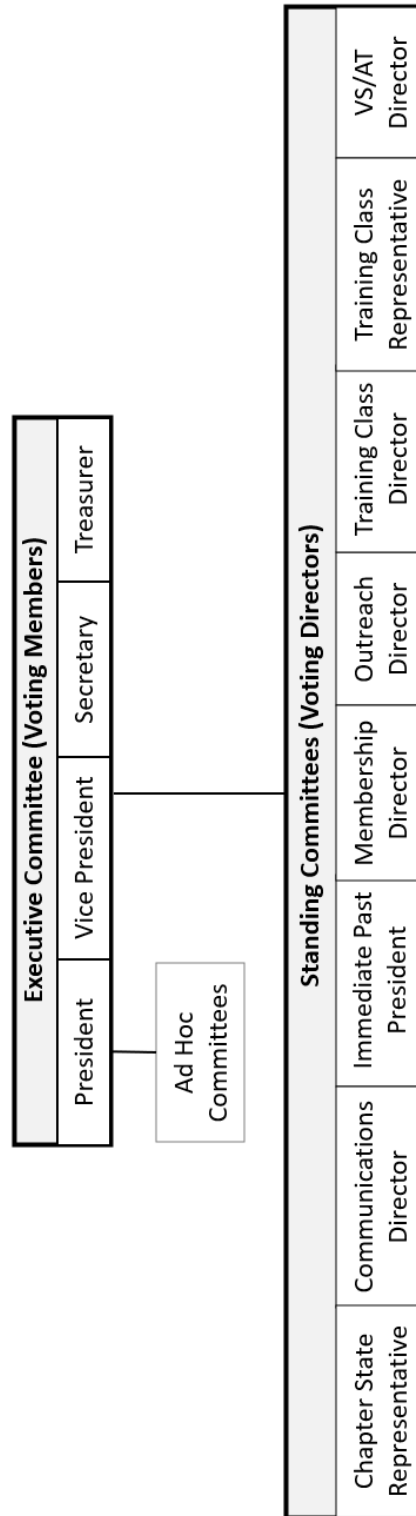 Executive Committee (Voting Members)
President
Vice President
Secretary
Treasurer
Ad Hoc
Committees
Standing Committees (Voting Directors)
Chapter State
Representative
Communications
Director
Immediate Past
President
Membership
Director
Outreach
Director
Training Class
Director
Training Class
Representative
VS/AT
Director